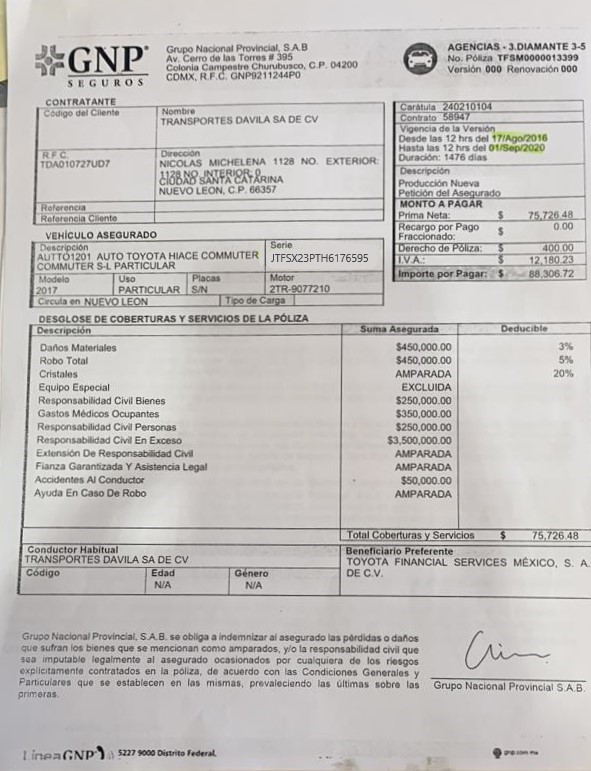 GNP
SEGUROS
Grupo Nacional Provincial, S.A.B
Av. Cerro de las Torres # 395
Colonia Campestre Churubusco, C.P. 04200
CDMX, R.F.C. GNP9211244P0
AGENCIAS - 3.DIAMANTE 3-5
No. Póliza TFSM0000013399
Versión 000 Renovación 000
CONTRATANTE
Código del Cliente
Nombre
TRANSPORTES DAVILA SA DE CV
R.F.C.
TDA010727UD7
Dirección
NICOLAS MICHELENA 1128 NO. EXTERIOR:
1128 NO. INTERIOR: 0
CIUDAD SANTA CATARINA
NUEVO LEON, C.P. 66357
Referencia
Referencia Cliente
Carátula 240210104
Contrato 58947
Vigencia de la Versión
Desde las 12 hrs del 17/Ago/2016
Hasta las 12 hrs del 01/Sep/2020
Duración: 1476 días
Descripción
Producción Nueva
Petición del Asegurado
MONTO A PAGAR
Prima Neta: $ 75,726.48
Recargo por Pago Fraccionado: $ 0.00
Derecho de Póliza: $ 400.00
I.V.A.: $ 12,180.23
Importe por Pagar: $ 88,306.72
VEHÍCULO ASEGURADO
Descripción
AUTTO1201 AUTO TOYOTA HIACE COMMUTER
COMMUTER S-L PARTICULAR
Serie
JTFSX23PTH6176595
Modelo Uso Placas Motor
2017 PARTICULAR S/N 2TR-9077210
Circula en NUEVO LEON Tipo de Carga
DESGLOSE DE COBERTURAS Y SERVICIOS DE LA PÓLIZA
Descripción Suma Asegurada Deducible
Daños Materiales $450,000.00 3%
Robo Total $450,000.00 5%
Cristales AMPARADA 20%
Equipo Especial EXCLUIDA
Responsabilidad Civil Bienes $250,000.00
Gastos Médicos Ocupantes $350,000.00
Responsabilidad Civil Personas $250,000.00
Responsabilidad Civil En Exceso $3,500,000.00
Extensión De Responsabilidad Civil AMPARADA
Fianza Garantizada Y Asistencia Legal AMPARADA
Accidentes Al Conductor $50,000.00
Ayuda En Caso De Robo AMPARADA
Total Coberturas y Servicios $ 75,726.48
Conductor Habitual
TRANSPORTES DAVILA SA DE CV
Código Edad Género
N/A N/A
Beneficiario Preferente
TOYOTA FINANCIAL SERVICES MÉXICO, S. A.
DE C.V.
Grupo Nacional Provincial, S.A.B. se obliga a indemnizar al asegurado las pérdidas o daños
que sufran los bienes que se mencionan como amparados, y/o la responsabilidad civil que
sea imputable legalmente al asegurado ocasionados por cualquiera de los riesgos
explícitamente contratados en la póliza, de acuerdo con las Condiciones Generales y
Particulares que se establecen en las mismas, prevaleciendo las últimas sobre las
primeras.
Grupo Nacional Provincial S.A.B.
LíneaGNP 5227 9000 Distrito Federal.
gnp.com.mx